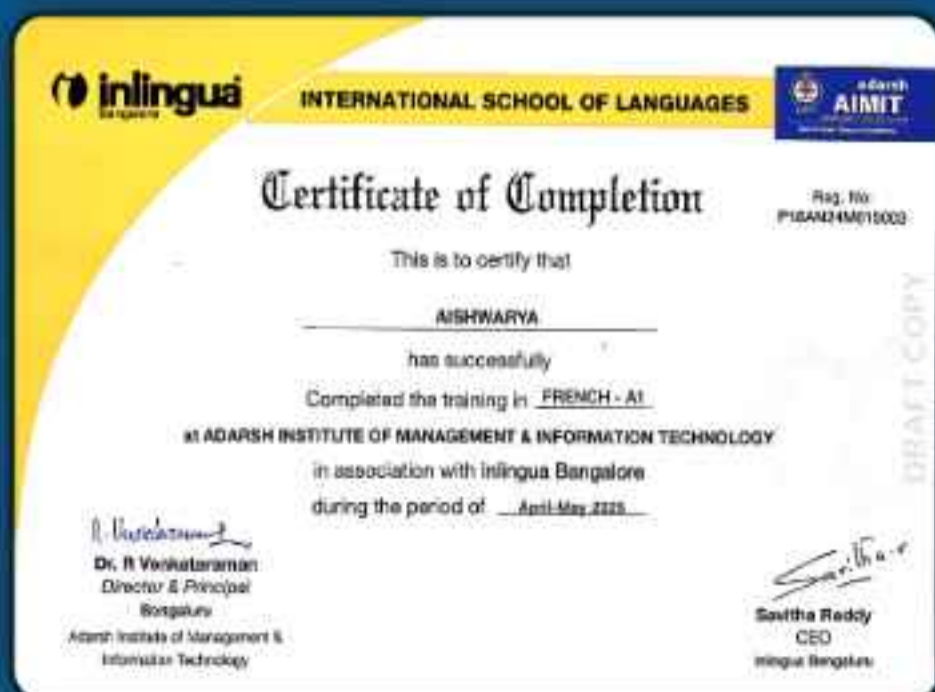 inlingua
Bangalore
INTERNATIONAL SCHOOL OF LANGUAGES
adarsh
AIMIT
Certificate of Completion
Reg. No:
This is to certify that
AISHWARYA
has successfully
Completed the training in FRENCH - A1
at ADARSH INSTITUTE OF MANAGEMENT & INFORMATION TECHNOLOGY
in association with inlingua Bangalore
during the period of April-May
DRAFT COPY
Dr. R Venkataraman
Director & Principal
Bengaluru
Adarsh Institute of Management &
Information Technology
Savitha Reddy
CEO
inlingua Bengaluru